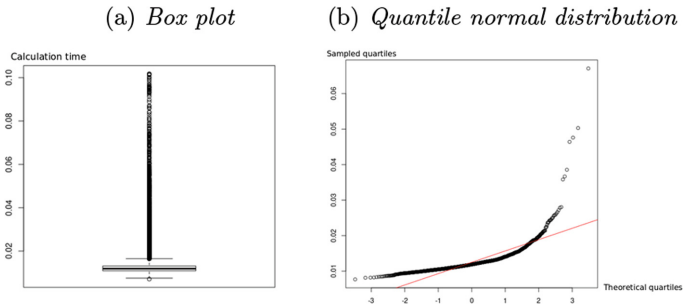 (a) Box plot
(b) Quantile normal distribution
Calculation time
0.10
0.08
0.06
0.04
0.02
Sampled quartiles
0.06
0.05
0.04
0.03
0.02
0.01
-3 -2 -1 0 1 2 3
Theoretical quartiles